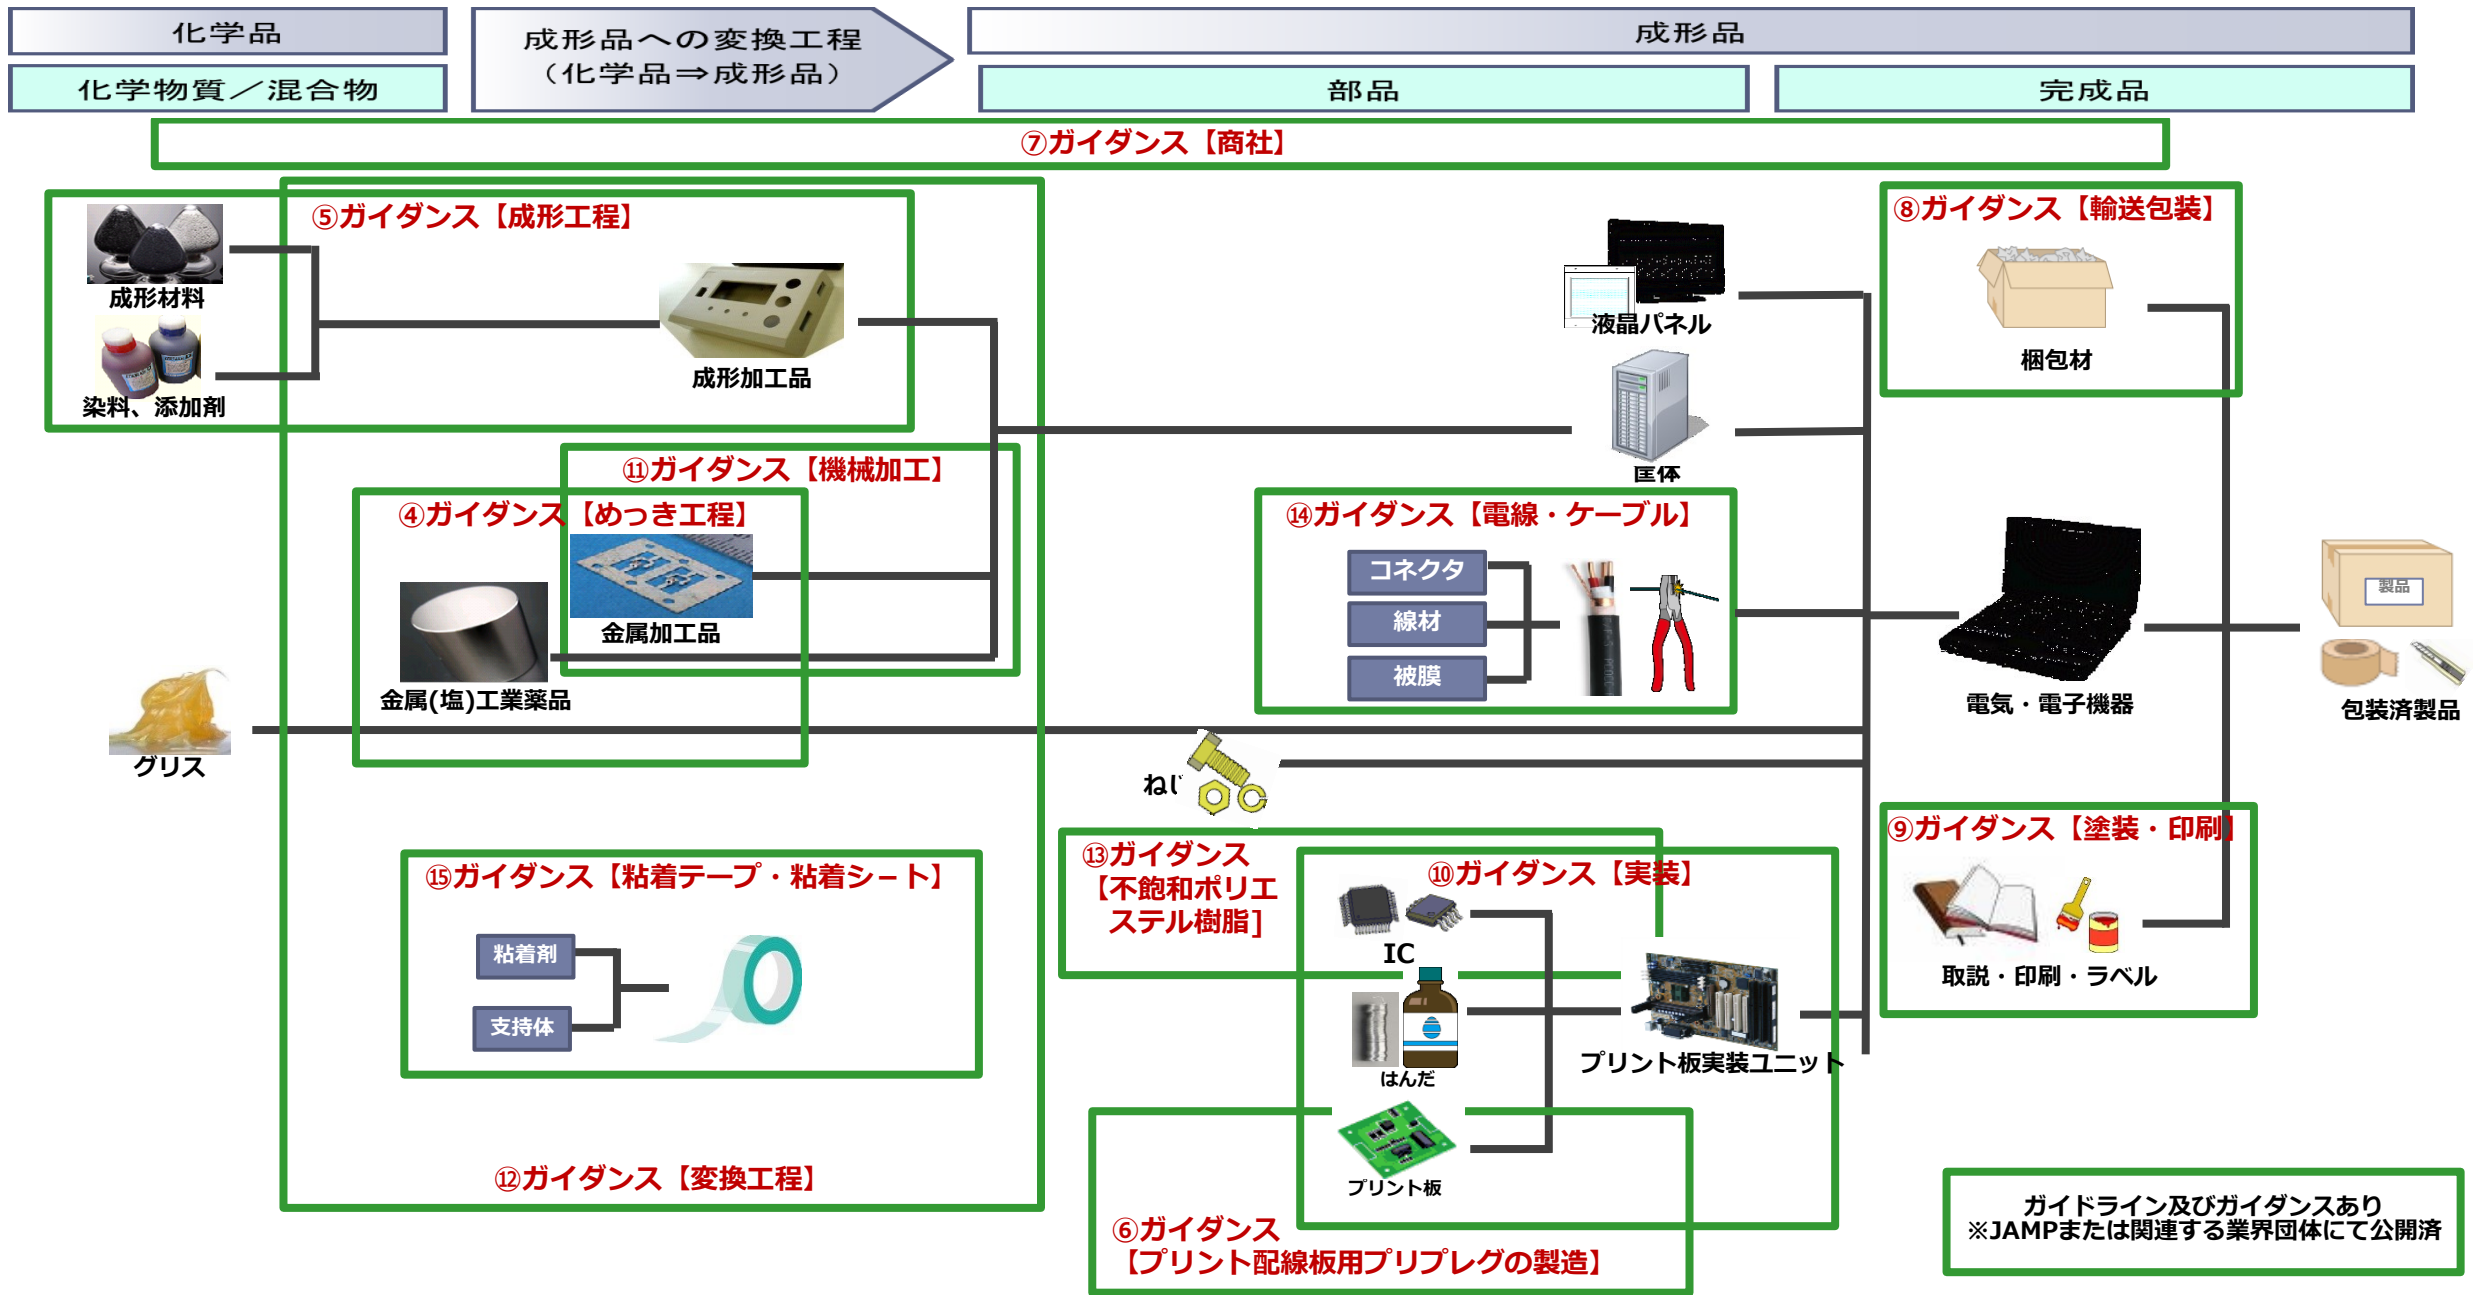 化学品
成形品への変換工程
（化学品⇒成形品）
成形品
化学物質／混合物
部品
完成品
⑦ガイダンス【商社】
⑤ガイダンス【成形工程】
成形材料
染料、添加剤
成形加工品
液晶パネル
筐体
⑧ガイダンス【輸送包装】
梱包材
⑪ガイダンス【機械加工】
④ガイダンス【めっき工程】
金属加工品
金属(塩)工業薬品
グリス
⑭ガイダンス【電線・ケーブル】
コネクタ
線材
被膜
電気・電子機器
製品
包装済製品
ねじ
⑬ガイダンス
【不飽和ポリエ
ステル樹脂]
⑩ガイダンス【実装】
IC
はんだ
プリント板
プリント板実装ユニット
⑨ガイダンス【塗装・印刷】
取説・印刷・ラベル
⑮ガイダンス【粘着テープ・粘着シート】
粘着剤
支持体
⑫ガイダンス【変換工程】
⑥ガイダンス
【プリント配線板用プリプレグの製造】
ガイドライン及びガイダンスあり
※JAMPまたは関連する業界団体にて公開済